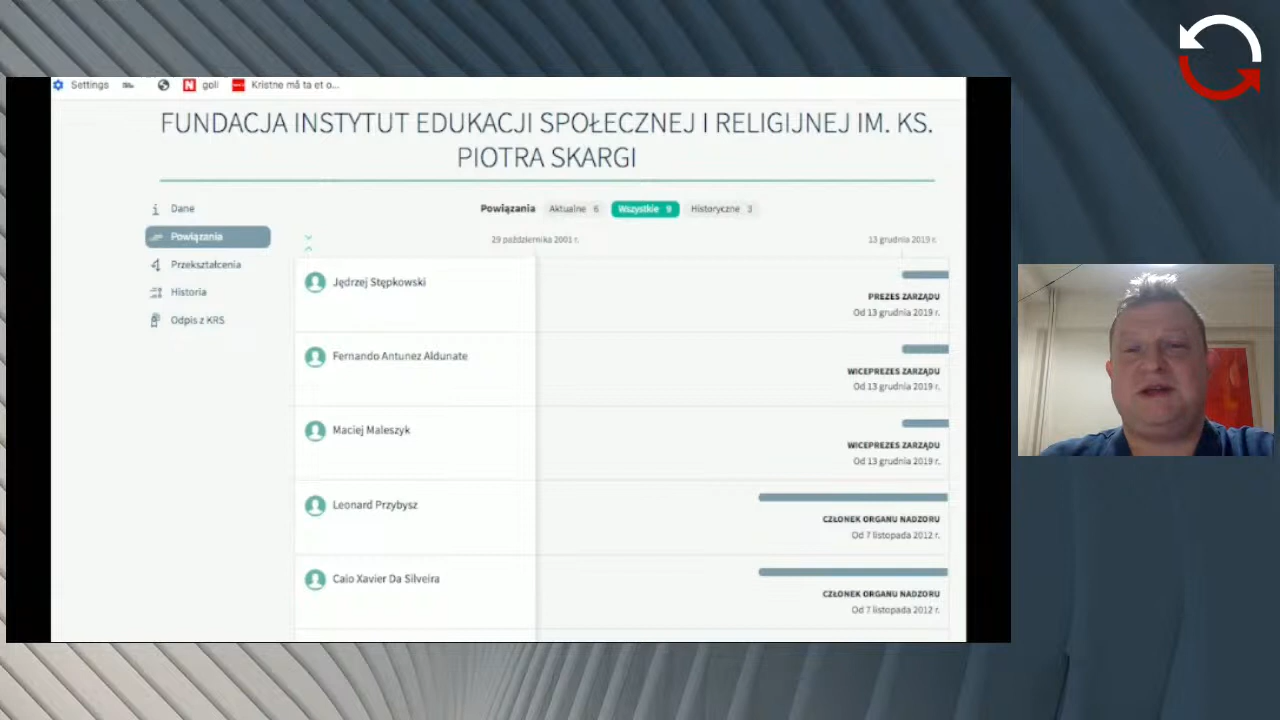 Settings
goli
Kristne må ta et o...
FUNDACJA INSTYTUT EDUKACJI SPOŁECZNEJ I RELIGIJNEJ IM. KS.
PIOTRA SKARGI
Dane
Powiązania
Przekształcenia
Historia
Odpis z KRS
Powiązania Aktualne 6 Wszystkie 9 Historyczne 3
29 października 2001 r. 13 grudnia 2019 r.
Jędrzej Stępkowski
PREZES ZARZĄDU
Od 13 grudnia 2019 r.
Fernando Antunez Aldunate
WICEPREZES ZARZĄDU
Od 13 grudnia 2019 r.
Maciej Maleszyk
WICEPREZES ZARZĄDU
Od 13 grudnia 2019 r.
Leonard Przybysz
CZŁONEK ORGANU NADZORU
Od 7 listopada 2012 r.
Caio Xavier Da Silveira
CZŁONEK ORGANU NADZORU
Od 7 listopada 2012 r.